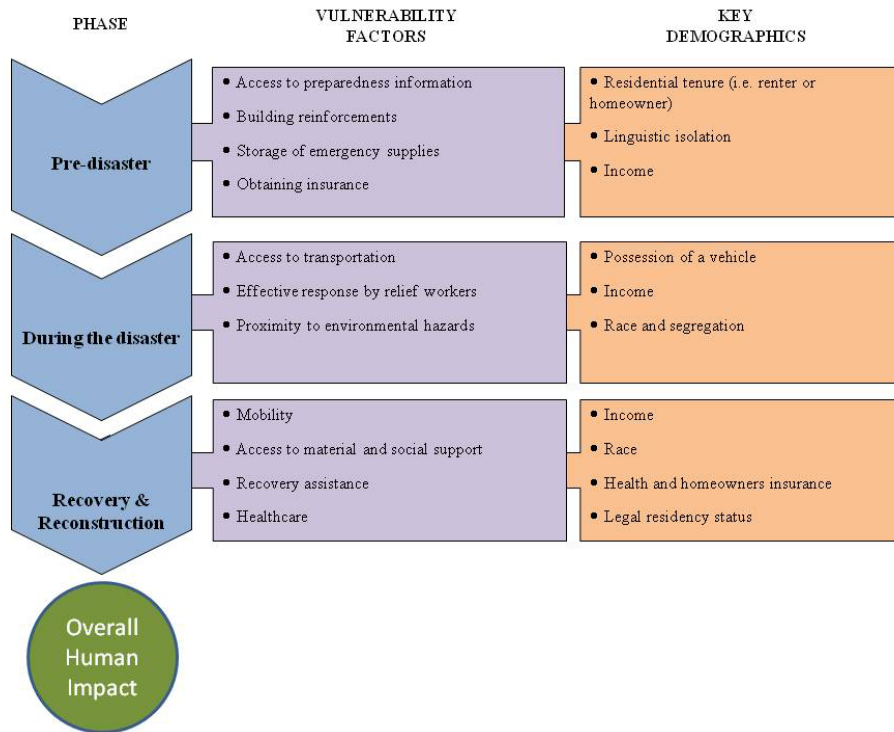 PHASE
VULNERABILITY
FACTORS
KEY
DEMOGRAPHICS
Pre-disaster
• Access to preparedness information
• Building reinforcements
• Storage of emergency supplies
• Obtaining insurance
• Residential tenure (i.e. renter or
homeowner)
• Linguistic isolation
• Income
During the disaster
• Access to transportation
• Effective response by relief workers
• Proximity to environmental hazards
• Possession of a vehicle
• Income
• Race and segregation
Recovery &
Reconstruction
• Mobility
• Access to material and social support
• Recovery assistance
• Healthcare
• Income
• Race
• Health and homeowners insurance
• Legal residency status
Overall
Human
Impact